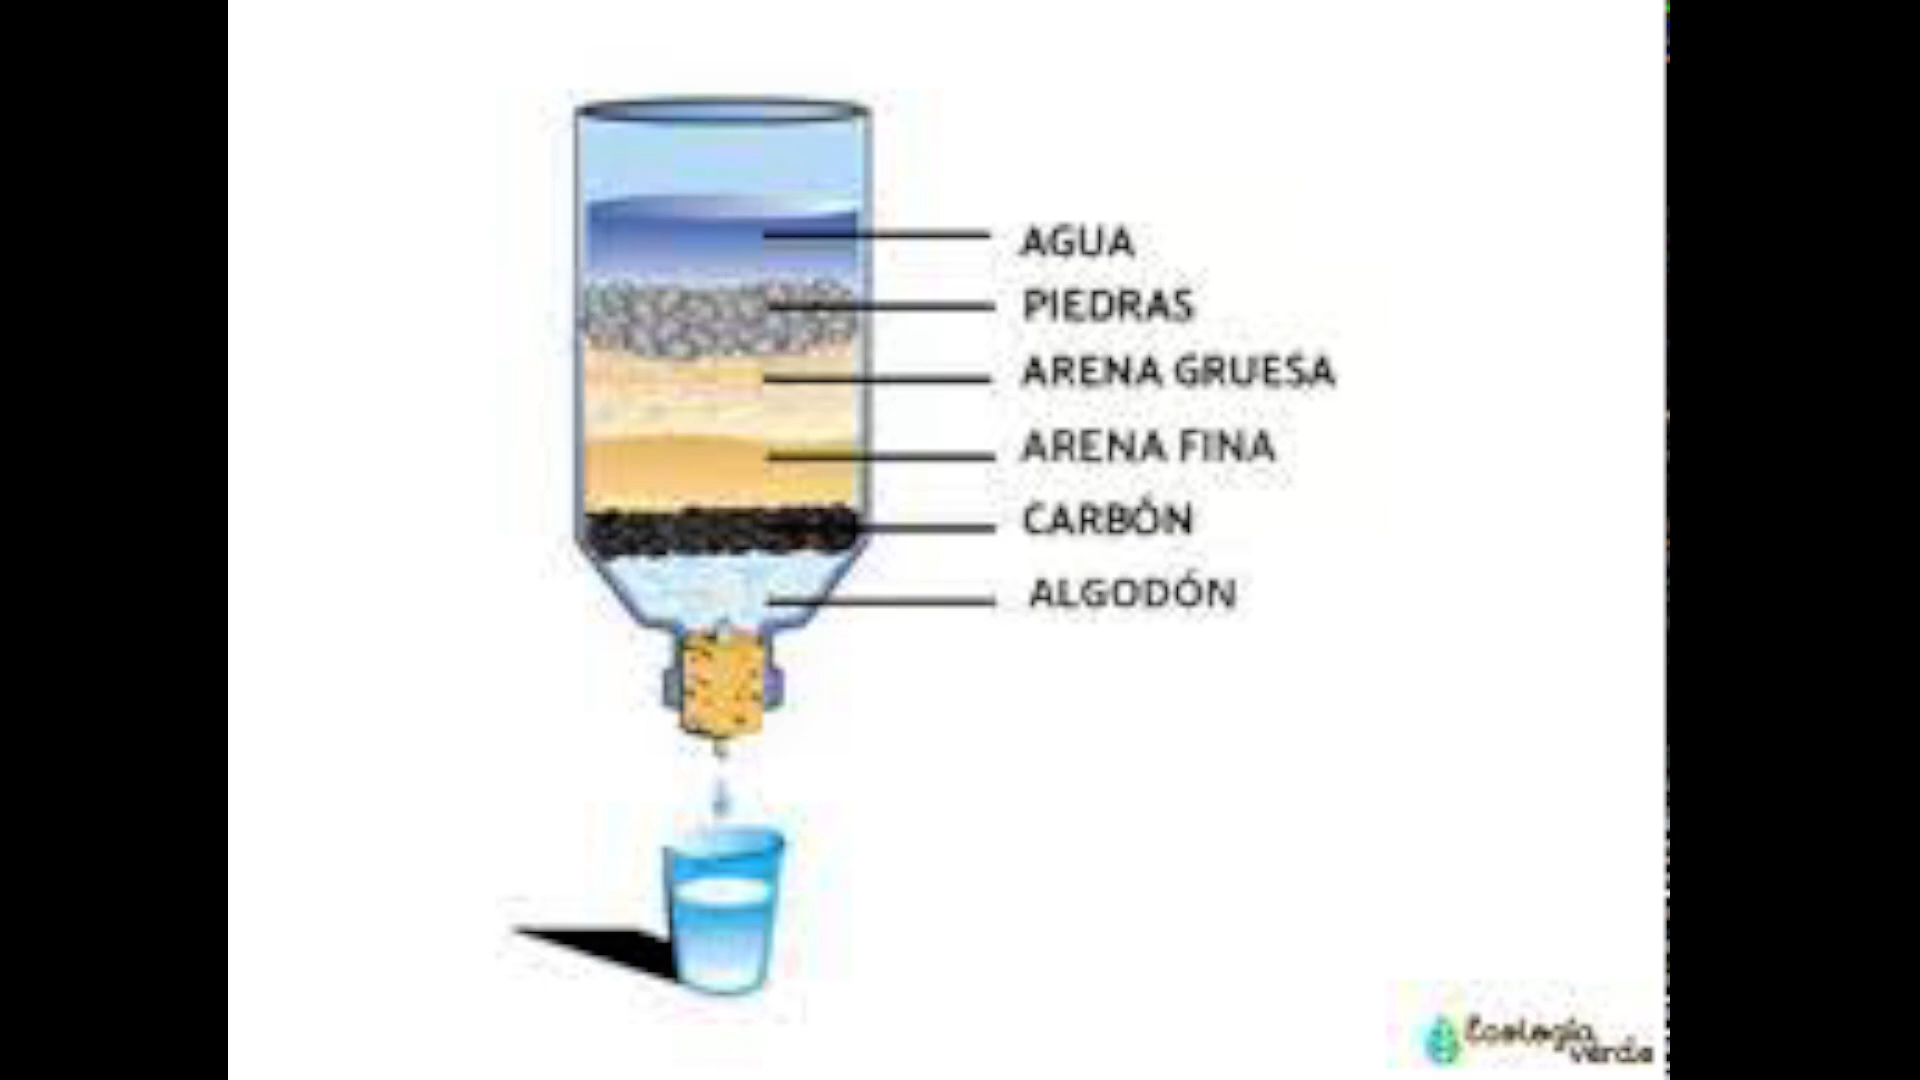 AGUA
PIEDRAS
ARENA GRUESA
ARENA FINA
CARBÓN
ALGODÓN
Ecología
verde